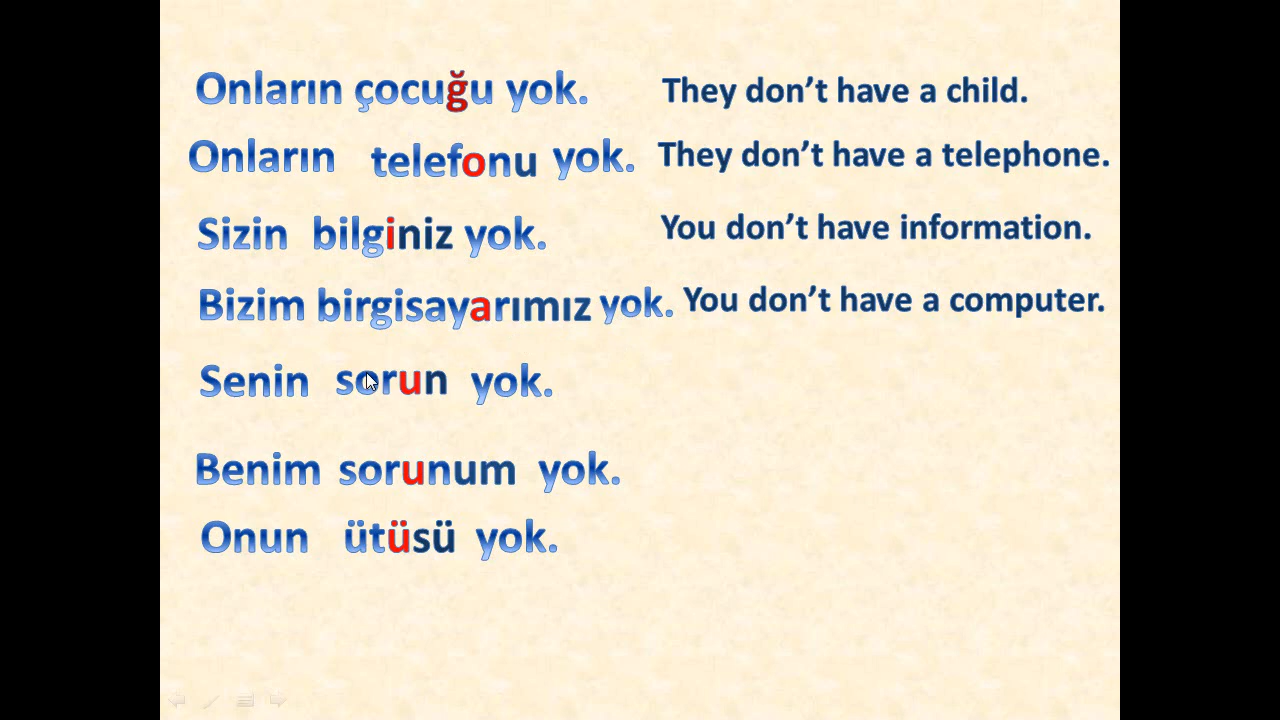 Onların çocuğu yok. They don’t have a child.
Onların telefonu yok. They don’t have a telephone.
Sizin bilginiz yok. You don’t have information.
Bizim birgisayarımız yok. You don’t have a computer.
Senin sorun yok.
Benim sorunum yok.
Onun ütüsü yok.